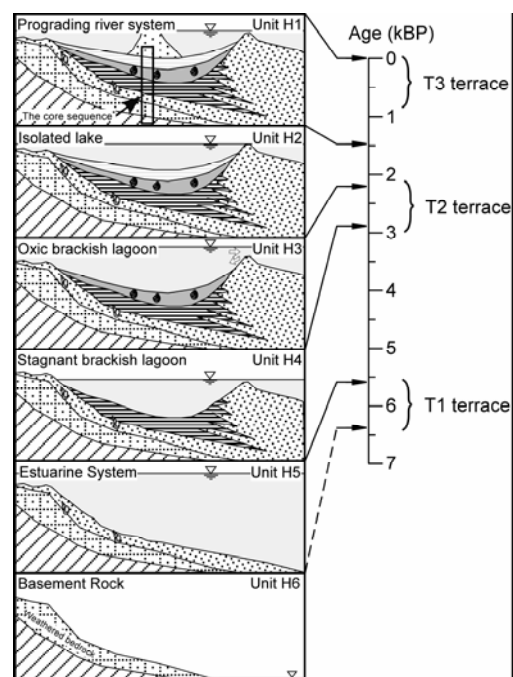 Prograding river system Unit H1
The core sequence
Isolated lake Unit H2
Oxic brackish lagoon Unit H3
Stagnant brackish lagoon Unit H4
Estuarine System Unit H5
Basement Rock Unit H6
Weathered bedrock
Age (kBP)
0
T3 terrace
1
2
T2 terrace
3
4
5
6
T1 terrace
7